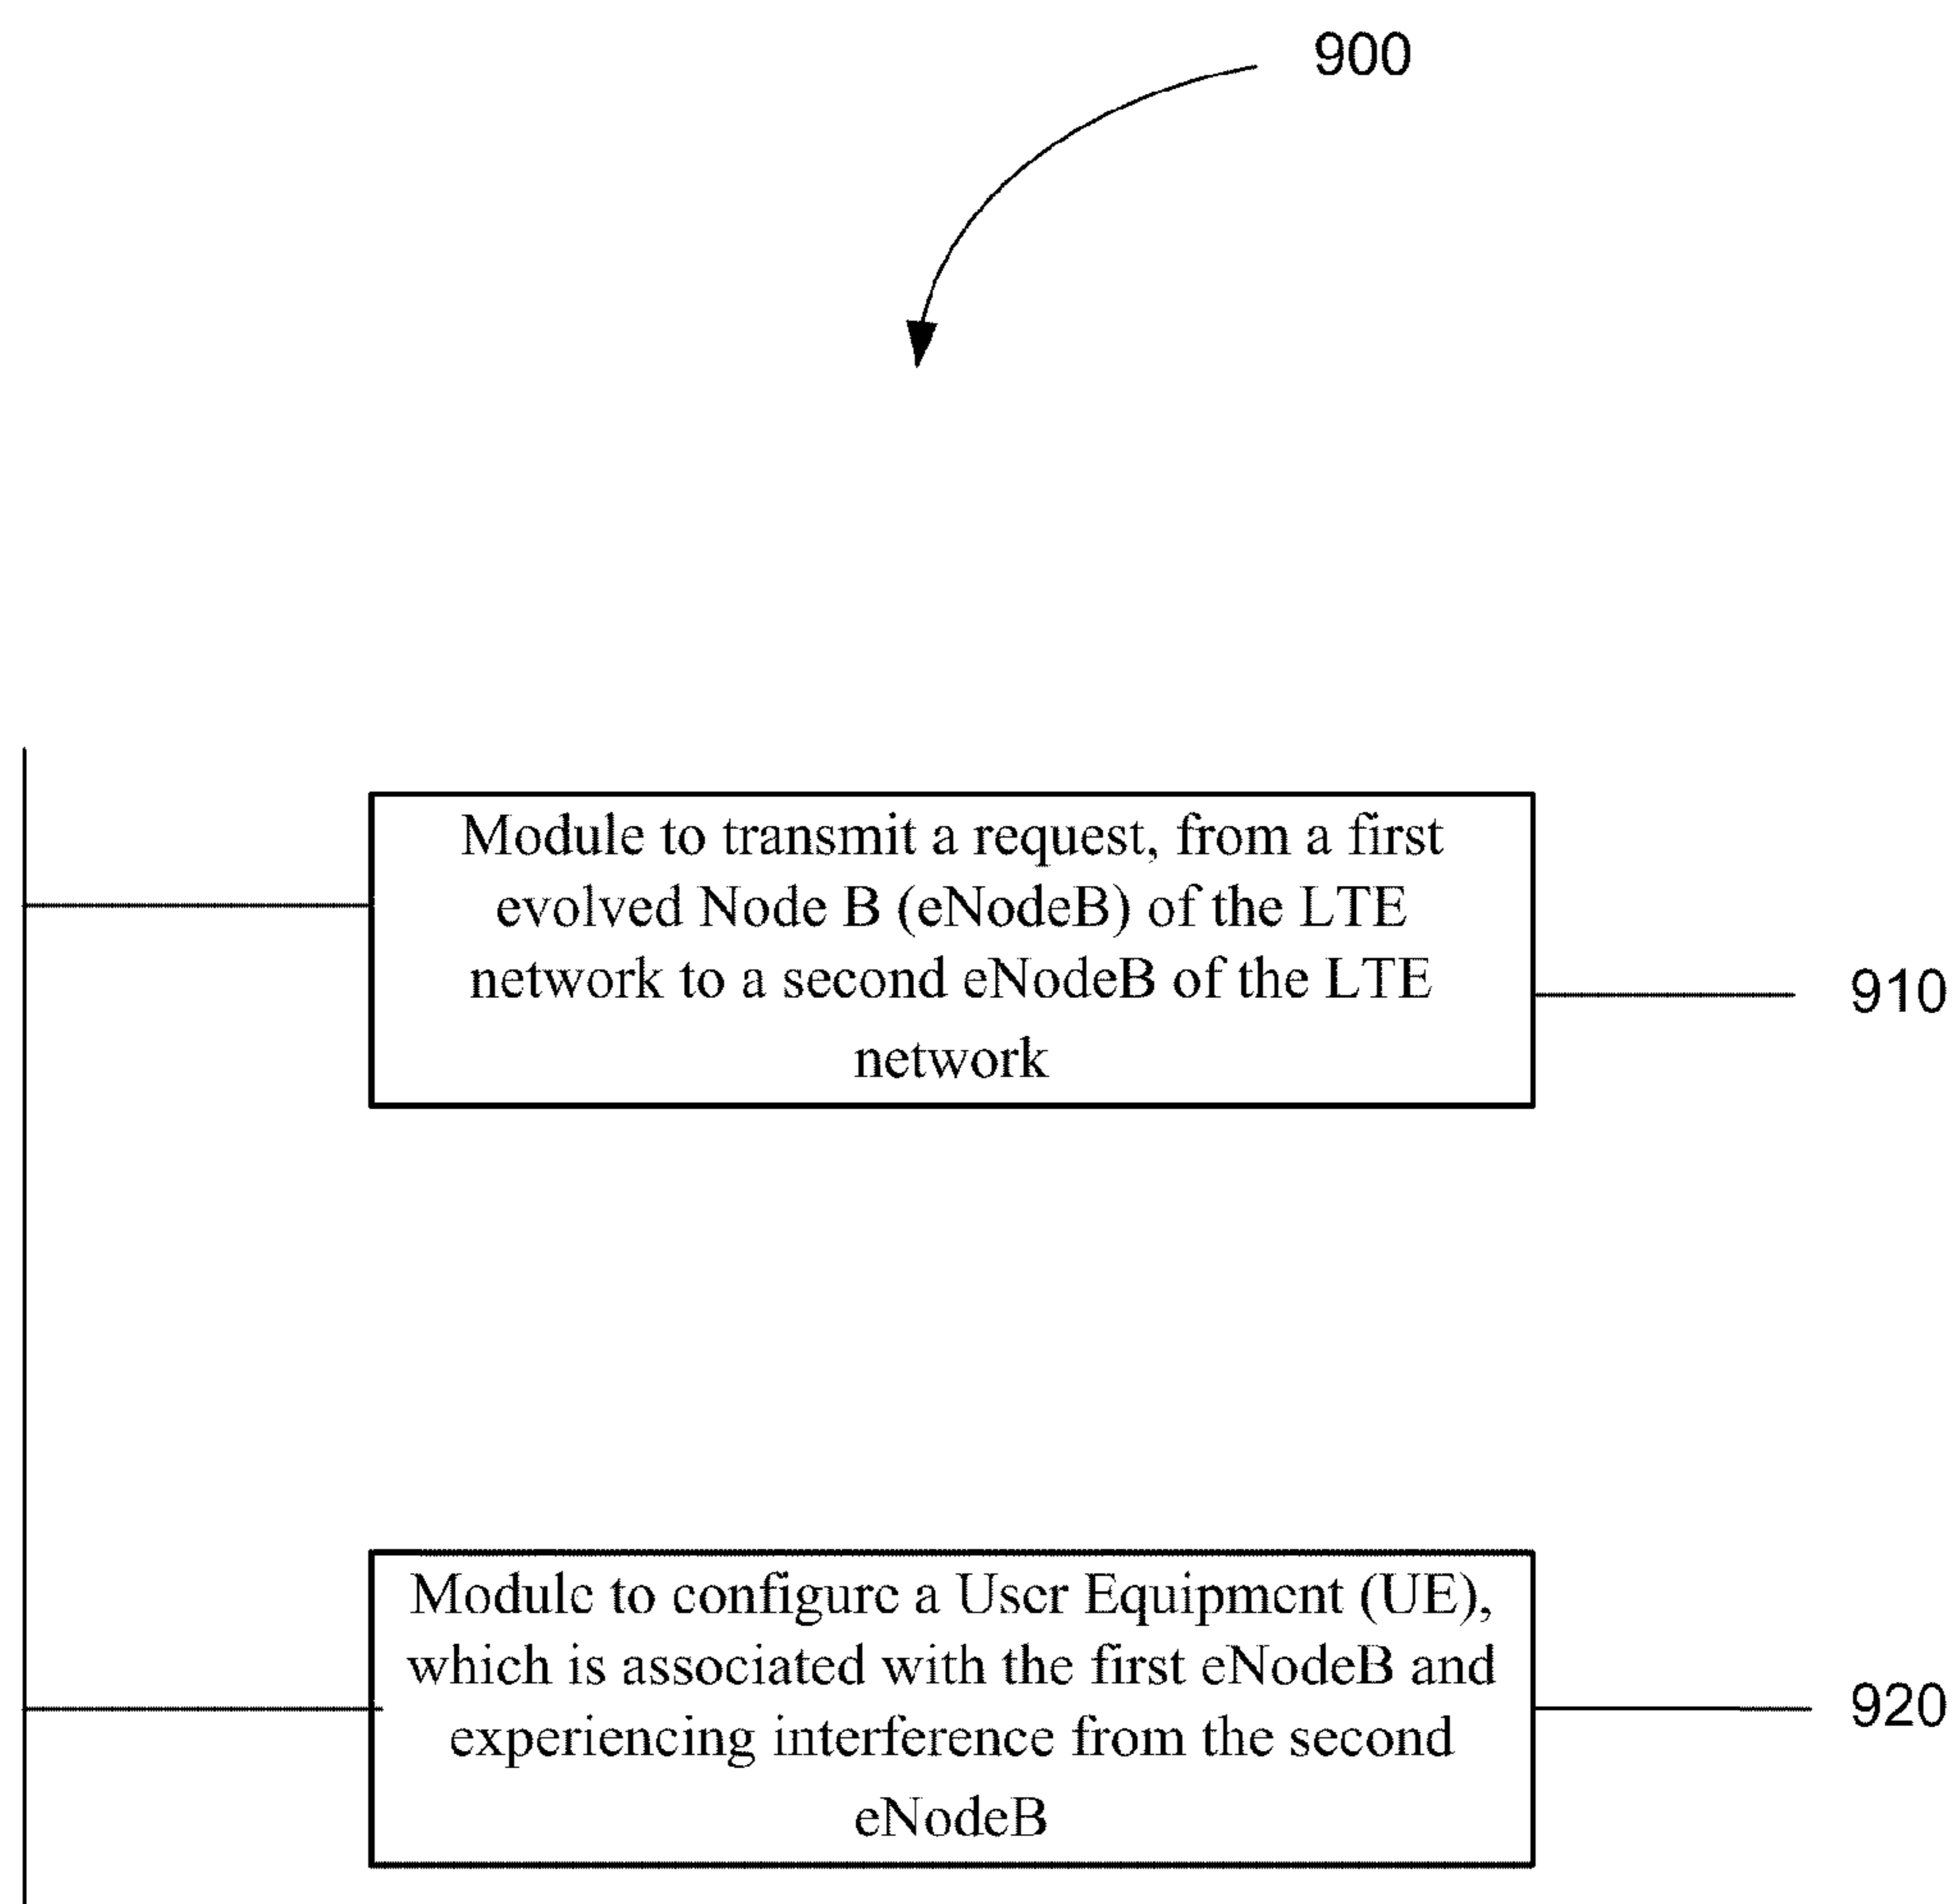 900
Module to transmit a request, from a first
evolved Node B (eNodeB) of the LTE
network to a second eNodeB of the LTE
network
910
Module to configure a User Equipment (UE),
which is associated with the first eNodeB and
experiencing interference from the second
eNodeB
920